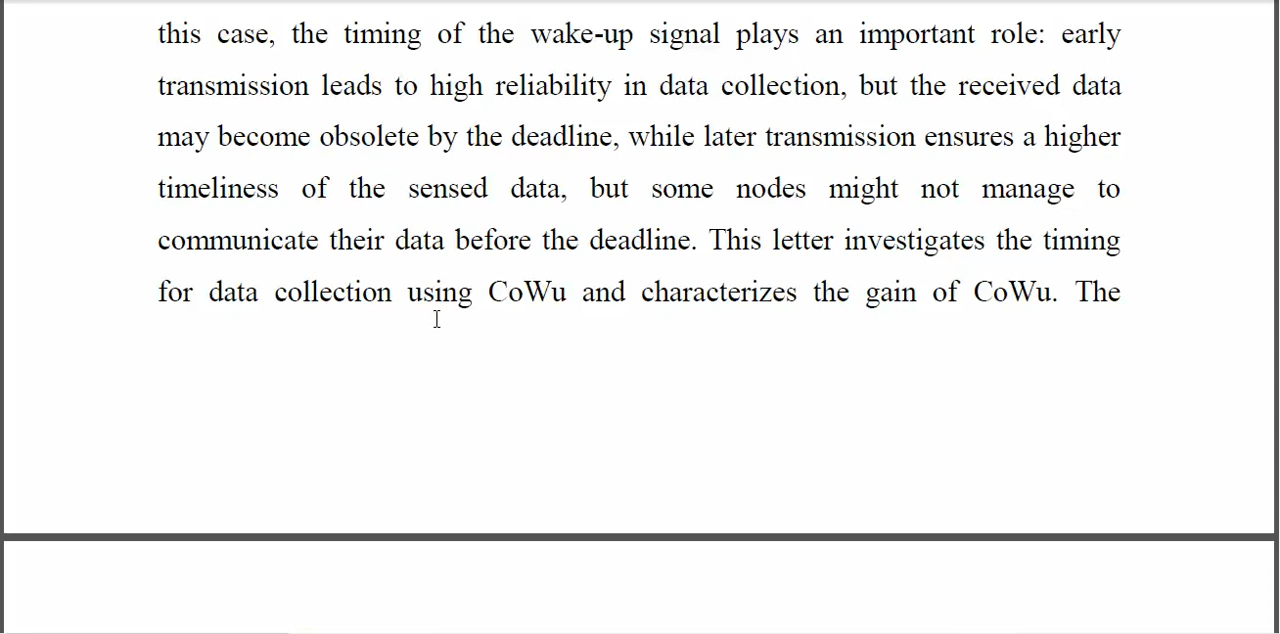 this case, the timing of the wake-up signal plays an important role: early
transmission leads to high reliability in data collection, but the received data
may become obsolete by the deadline, while later transmission ensures a higher
timeliness of the sensed data, but some nodes might not manage to
communicate their data before the deadline. This letter investigates the timing
for data collection using CoWu and characterizes the gain of CoWu. The